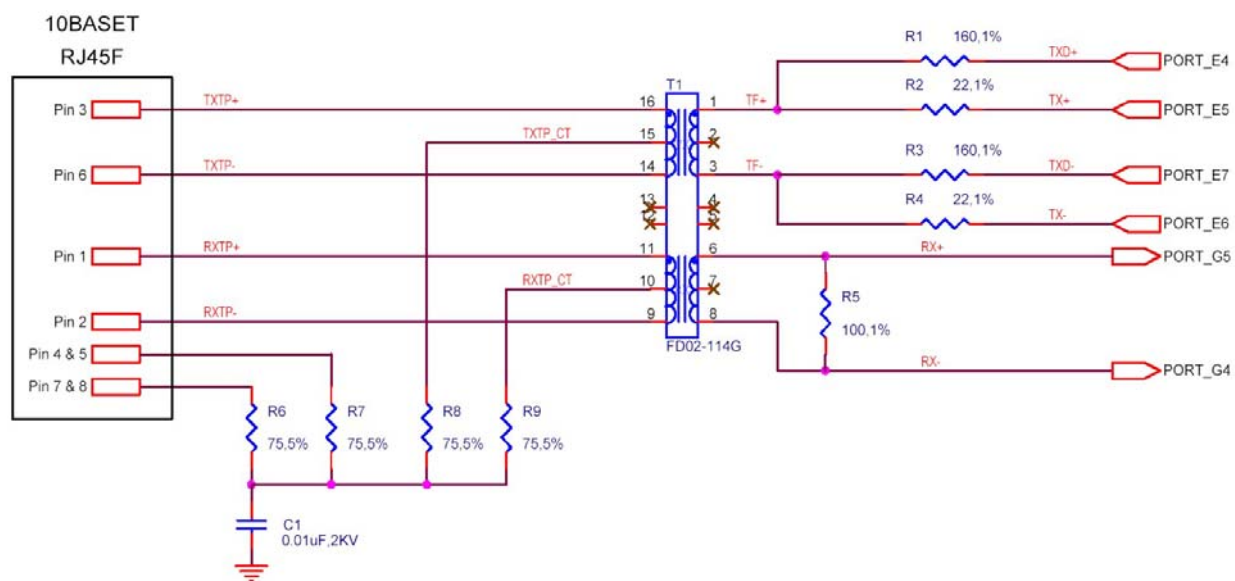 10BASET
RJ45F
R1 160,1%
TXD+
PORT_E4
R2 22,1%
Pin 3
TXTP+
16
T1
1
TF+
TX+
PORT_E5
TXTP_CT
15
2
R3 160,1%
Pin 6
TXTP-
14
3
TF-
TXD-
PORT_E7
R4 22,1%
13
4
12
5
TX-
PORT_E6
Pin 1
RXTP+
11
6
RX+
PORT_G5
RXTP_CT
10
7
R5
100,1%
Pin 2
RXTP-
9
8
FD02-114G
Pin 4 & 5
RX-
PORT_G4
Pin 7 & 8
R6
75,5%
R7
75,5%
R8
75,5%
R9
75,5%
C1
0.01uF,2KV